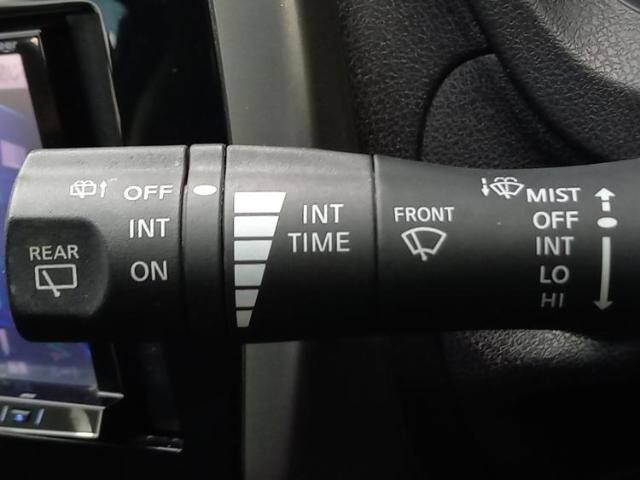 OFF
INT
ON
REAR
INT
TIME
FRONT
MIST
OFF
INT
LO
HI